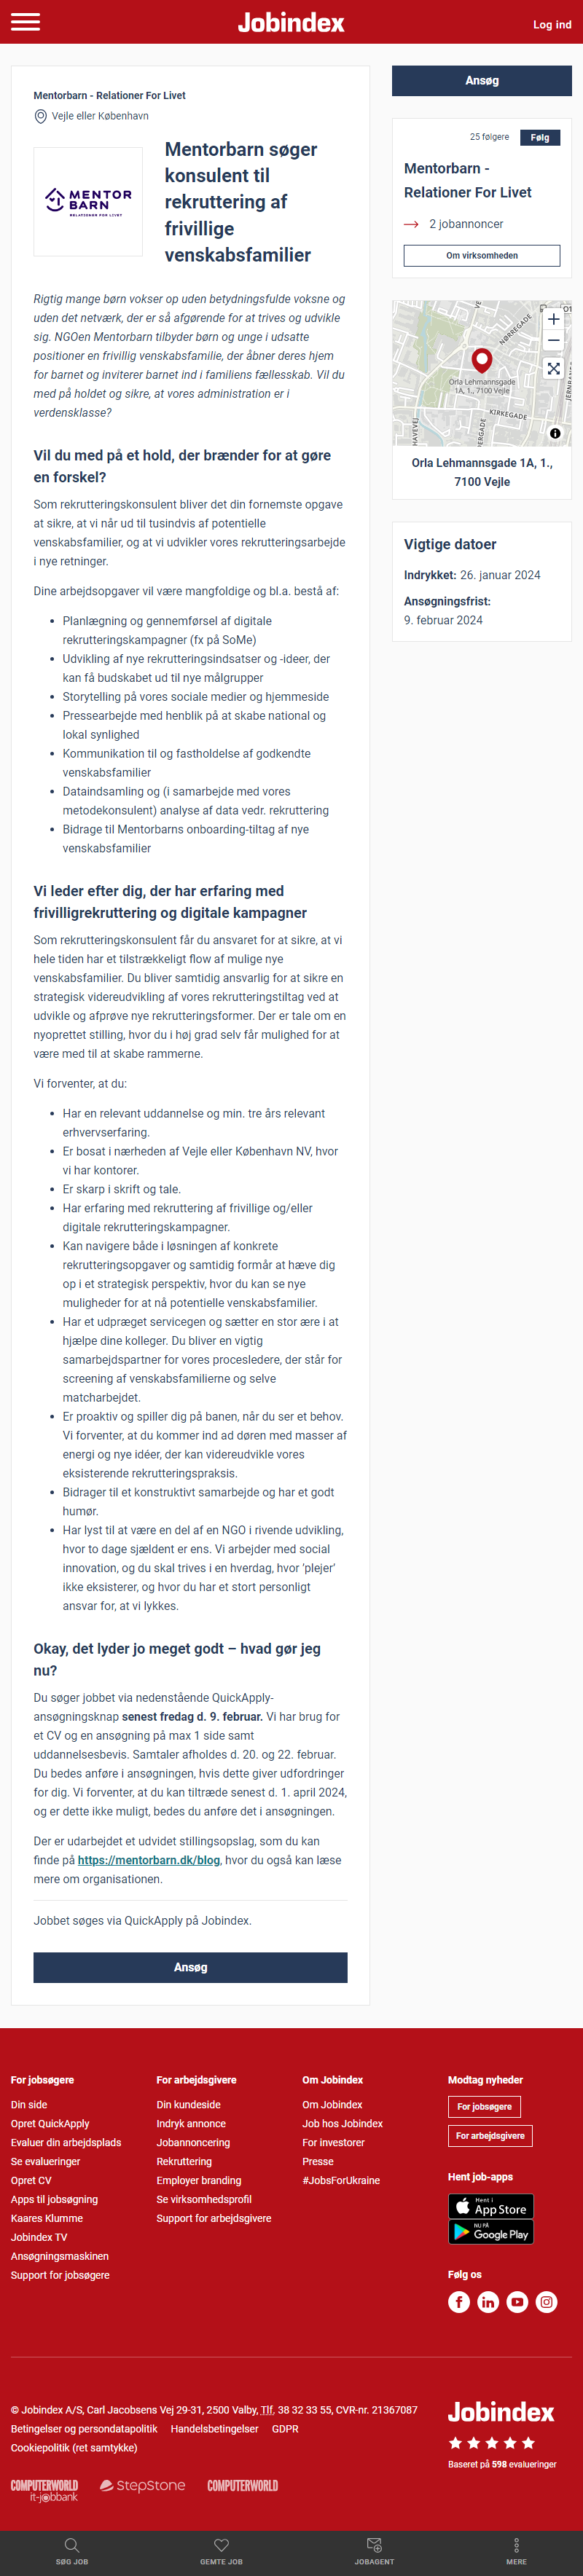 Jobindex
Log ind
Mentorbarn - Relationer For Livet
Vejle eller København
MENTOR
BARN
RELATIONER FOR LIVET
Mentorbarn søger
konsulent til
rekruttering af
frivillige
venskabsfamilier
Rigtig mange børn vokser op uden betydningsfulde voksne og
uden det netværk, der er så afgørende for at trives og udvikle
sig. NGOen Mentorbarn tilbyder børn og unge i udsatte
positioner en frivillig venskabsfamilie, der åbner deres hjem
for barnet og inviterer barnet ind i familiens fællesskab. Vil du
med på holdet og sikre, at vores administration er i
verdensklasse?
Vil du med på et hold, der brænder for at gøre
en forskel?
Som rekrutteringskonsulent bliver det din fornemste opgave
at sikre, at vi når ud til tusindvis af potentielle
venskabsfamilier, og at vi udvikler vores rekrutteringsarbejde
i nye retninger.
Dine arbejdsopgaver vil være mangfoldige og bl.a. bestå af:
• Planlægning og gennemførsel af digitale
rekrutteringskampagner (fx på SoMe)
• Udvikling af nye rekrutteringsindsatser og -ideer, der
kan få budskabet ud til nye målgrupper
• Storytelling på vores sociale medier og hjemmeside
• Pressearbejde med henblik på at skabe national og
lokal synlighed
• Kommunikation til og fastholdelse af godkendte
venskabsfamilier
• Dataindsamling og (i samarbejde med vores
metodekonsulent) analyse af data vedr. rekruttering
• Bidrage til Mentorbarns onboarding-tiltag af nye
venskabsfamilier
Vi leder efter dig, der har erfaring med
frivilligrekruttering og digitale kampagner
Som rekrutteringskonsulent får du ansvaret for at sikre, at vi
hele tiden har et tilstrækkeligt flow af mulige nye
venskabsfamilier. Du bliver samtidig ansvarlig for at sikre en
strategisk videreudvikling af vores rekrutteringstiltag ved at
udvikle og afprøve nye rekrutteringsformer. Der er tale om en
nyoprettet stilling, hvor du i høj grad selv får mulighed for at
være med til at skabe rammerne.
Vi forventer, at du:
• Har en relevant uddannelse og min. tre års relevant
erhvervserfaring.
• Er bosat i nærheden af Vejle eller København NV, hvor
vi har kontorer.
• Er skarp i skrift og tale.
• Har erfaring med rekruttering af frivillige og/eller
digitale rekrutteringskampagner.
• Kan navigere både i løsningen af konkrete
rekrutteringsopgaver og samtidig formår at hæve dig
op i et strategisk perspektiv, hvor du kan se nye
muligheder for at nå potentielle venskabsfamilier.
• Har et udpræget servicegen og sætter en stor ære i at
hjælpe dine kolleger. Du bliver en vigtig
samarbejdspartner for vores procesledere, der står for
screening af venskabsfamilierne og selve
matcharbejdet.
• Er proaktiv og spiller dig på banen, når du ser et behov.
Vi forventer, at du kommer ind ad døren med masser af
energi og nye idéer, der kan videreudvikle vores
eksisterende rekrutteringspraksis.
• Bidrager til et konstruktivt samarbejde og har et godt
humør.
• Har lyst til at være en del af en NGO i rivende udvikling,
hvor to dage sjældent er ens. Vi arbejder med social
innovation, og du skal trives i en hverdag, hvor ‘plejer’
ikke eksisterer, og hvor du har et stort personligt
ansvar for, at vi lykkes.
Okay, det lyder jo meget godt – hvad gør jeg
nu?
Du søger jobbet via nedenstående QuickApply-
ansøgningsknap senest fredag d. 9. februar. Vi har brug for
et CV og en ansøgning på max 1 side samt
uddannelsesbevis. Samtaler afholdes d. 20. og 22. februar.
Du bedes anføre i ansøgningen, hvis dette giver udfordringer
for dig. Vi forventer, at du kan tiltræde senest d. 1. april 2024,
og er dette ikke muligt, bedes du anføre det i ansøgningen.
Der er udarbejdet et udvidet stillingsopslag, som du kan
finde på https://mentorbarn.dk/blog, hvor du også kan læse
mere om organisationen.
Jobbet søges via QuickApply på Jobindex.
Ansøg
Ansøg
25 følgere
Følg
Mentorbarn -
Relationer For Livet
2 jobannoncer
Om virksomheden
NØRREGADE
Orla Lehmannsgade
1A, 1., 7100 Vejle
KIRKEGADE
HAVEVEJ
Orla Lehmannsgade 1A, 1.,
7100 Vejle
Vigtige datoer
Indrykket: 26. januar 2024
Ansøgningsfrist:
9. februar 2024
For jobsøgere
Din side
Opret QuickApply
Evaluer din arbejdsplads
Se evalueringer
Opret CV
Apps til jobsøgning
Kaares Klumme
Jobindex TV
Ansøgningsmaskinen
Support for jobsøgere
For arbejdsgivere
Din kundeside
Indryk annonce
Jobannoncering
Rekruttering
Employer branding
Se virksomhedsprofil
Support for arbejdsgivere
Om Jobindex
Om Jobindex
Job hos Jobindex
For investorer
Presse
#JobsForUkraine
Modtag nyheder
For jobsøgere
For arbejdsgivere
Hent job-apps
Hent i
App Store
NU PÅ
Google Play
Følg os
© Jobindex A/S, Carl Jacobsens Vej 29-31, 2500 Valby, Tlf. 38 32 33 55, CVR-nr. 21367087
Betingelser og persondatapolitik Handelsbetingelser GDPR
Cookiepolitik (ret samtykke)
COMPUTERWORLD
it-jobbank
StepStone
COMPUTERWORLD
Jobindex
Baseret på 598 evalueringer
SØG JOB
GEMTE JOB
JOBAGENT
MERE